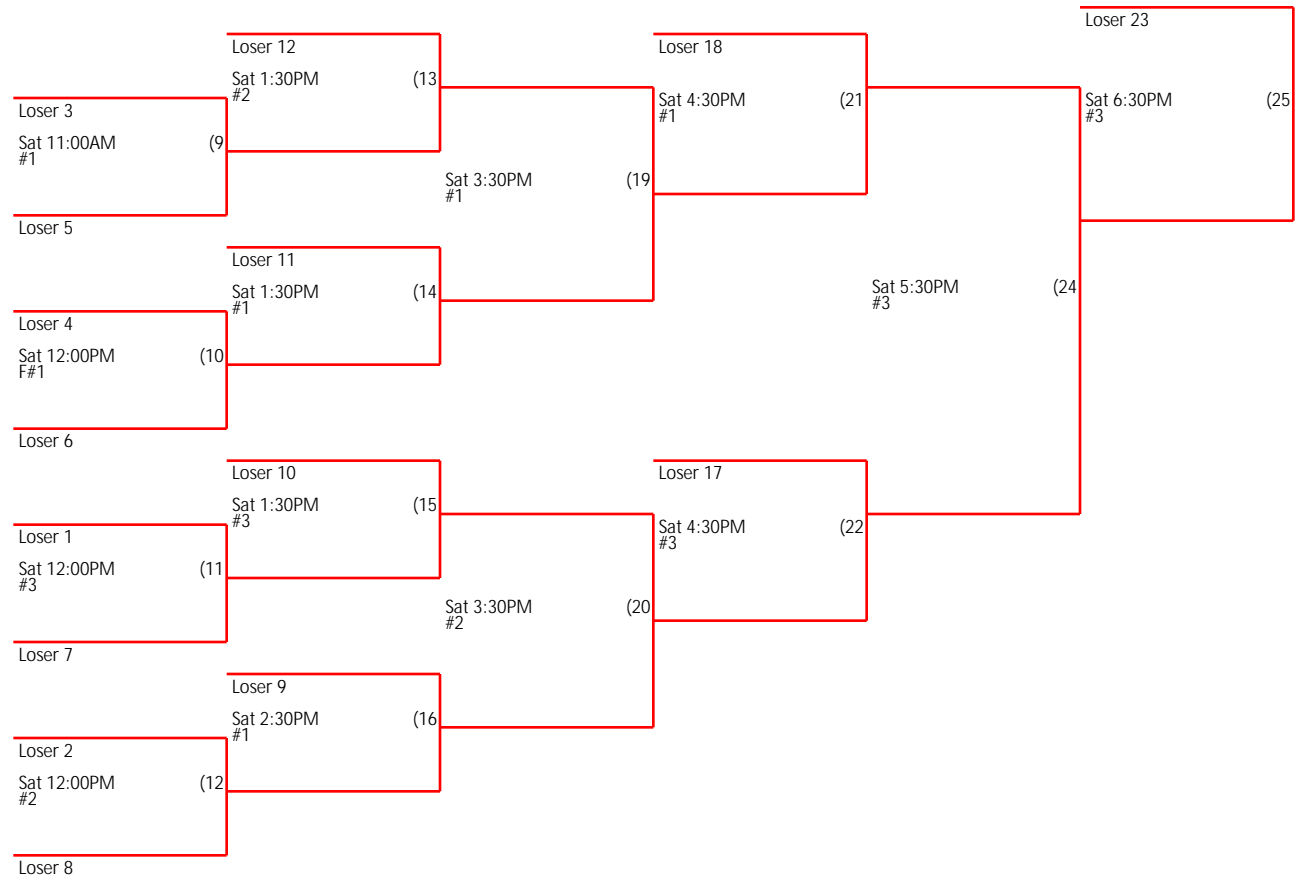 Loser 23
Loser 12
Loser 18
Sat 1:30PM (13
#2
Sat 4:30PM (21
#1
Sat 6:30PM (25
#3
Loser 3
Sat 11:00AM (9
#1
Sat 3:30PM (19
#1
Loser 5
Loser 11
Sat 1:30PM (14
#1
Sat 5:30PM (24
#3
Loser 4
Sat 12:00PM (10
F#1
Loser 6
Loser 10
Loser 17
Sat 1:30PM (15
#3
Sat 4:30PM (22
#3
Loser 1
Sat 12:00PM (11
#3
Sat 3:30PM (20
#2
Loser 7
Loser 9
Sat 2:30PM (16
#1
Loser 2
Sat 12:00PM (12
#2
Loser 8